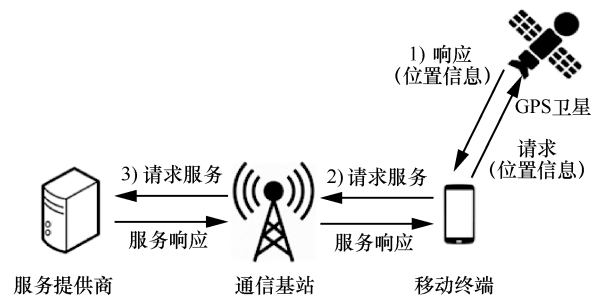 1) 响应
(位置信息)
GPS卫星
请求
(位置信息)
3) 请求服务
2) 请求服务
服务响应
服务响应
服务提供商
通信基站
移动终端